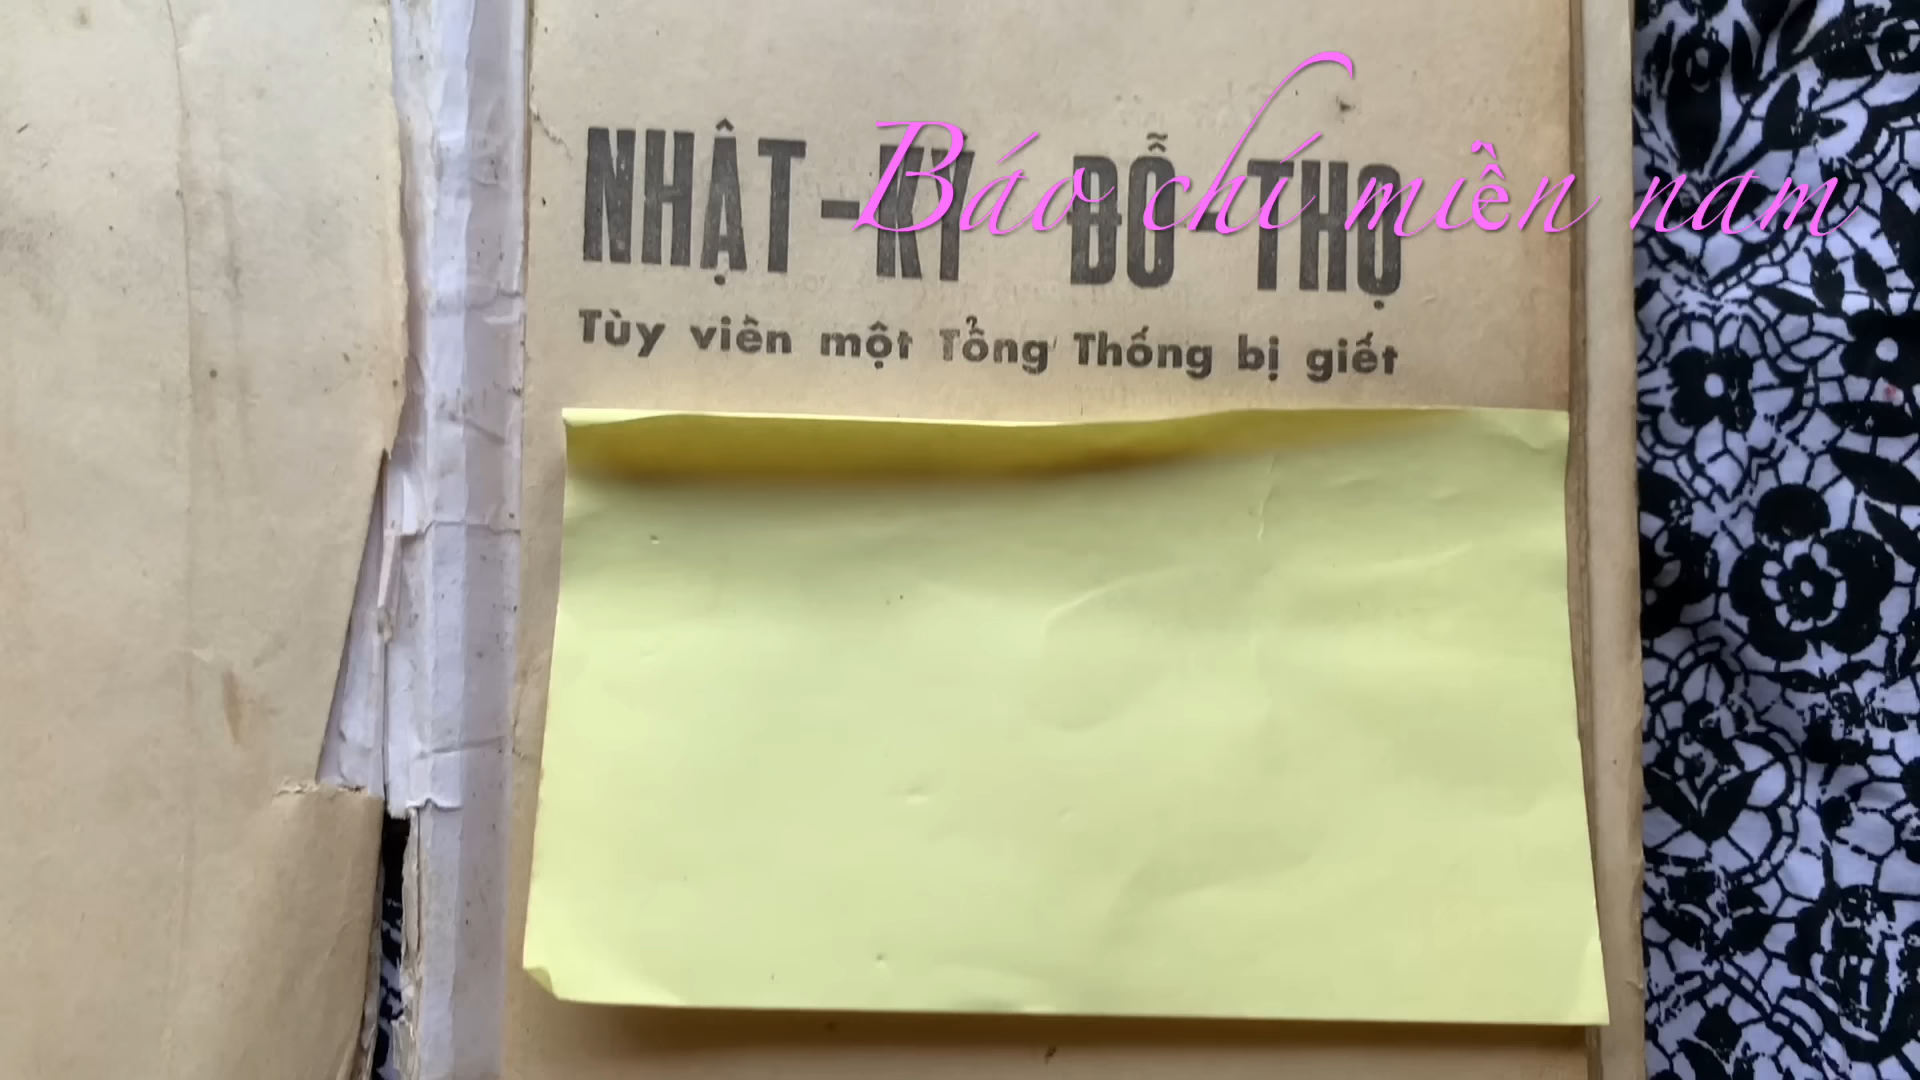 NHẬT-KÝ ĐỖ-THỌ
Báo chí miền nam
Tùy viên một Tổng Thống bị giết